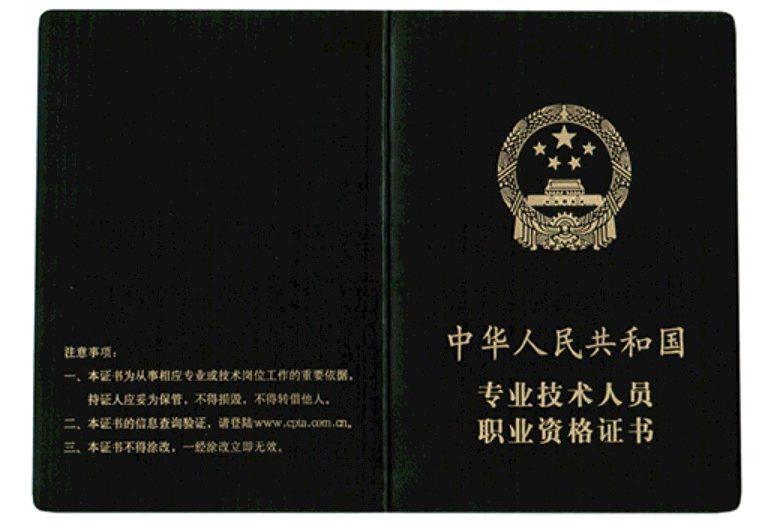 注意事项：
一、本证书为从事相应专业或技术岗位工作的重要依据，
持证人应妥为保管，不得损毁，不得转借他人。
二、本证书的信息查询验证，请登陆www.cpta.com.cn。
三、本证书不得涂改，一经涂改立即无效。
中华人民共和国
专业技术人员
职业资格证书